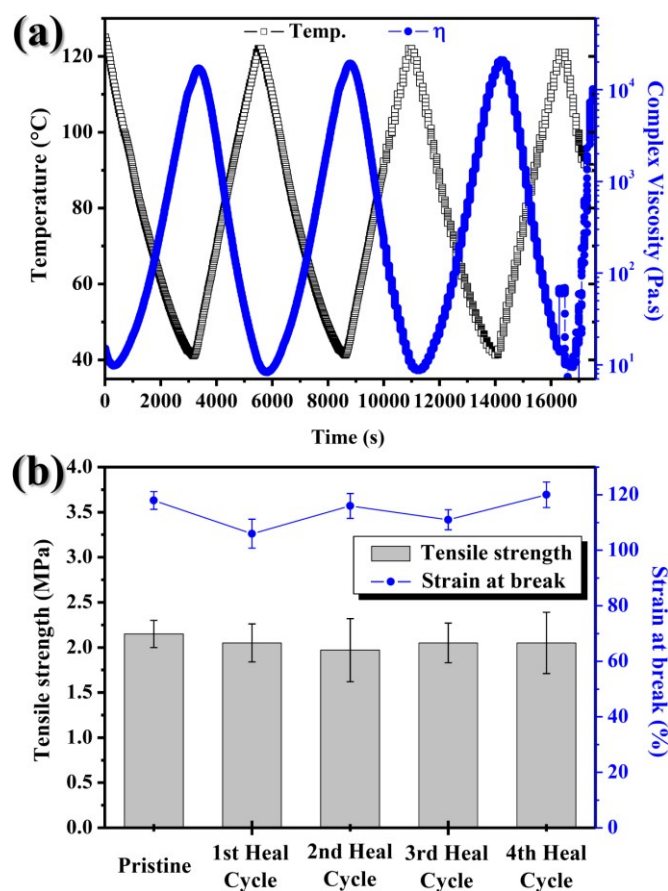 (a)
Temp.
η
120
100
80
60
40
Temperature (°C)
10⁴
10³
10²
10¹
Complex Viscosity (Pa.s)
0 2000 4000 6000 8000 10000 12000 14000 16000
Time (s)
(b)
4.0
3.5
3.0
2.5
2.0
1.5
1.0
0.5
0.0
Tensile strength (MPa)
Tensile strength
Strain at break
120
100
80
60
40
20
0
Strain at break (%)
Pristine 1st Heal 2nd Heal 3rd Heal 4th Heal
Cycle Cycle Cycle Cycle